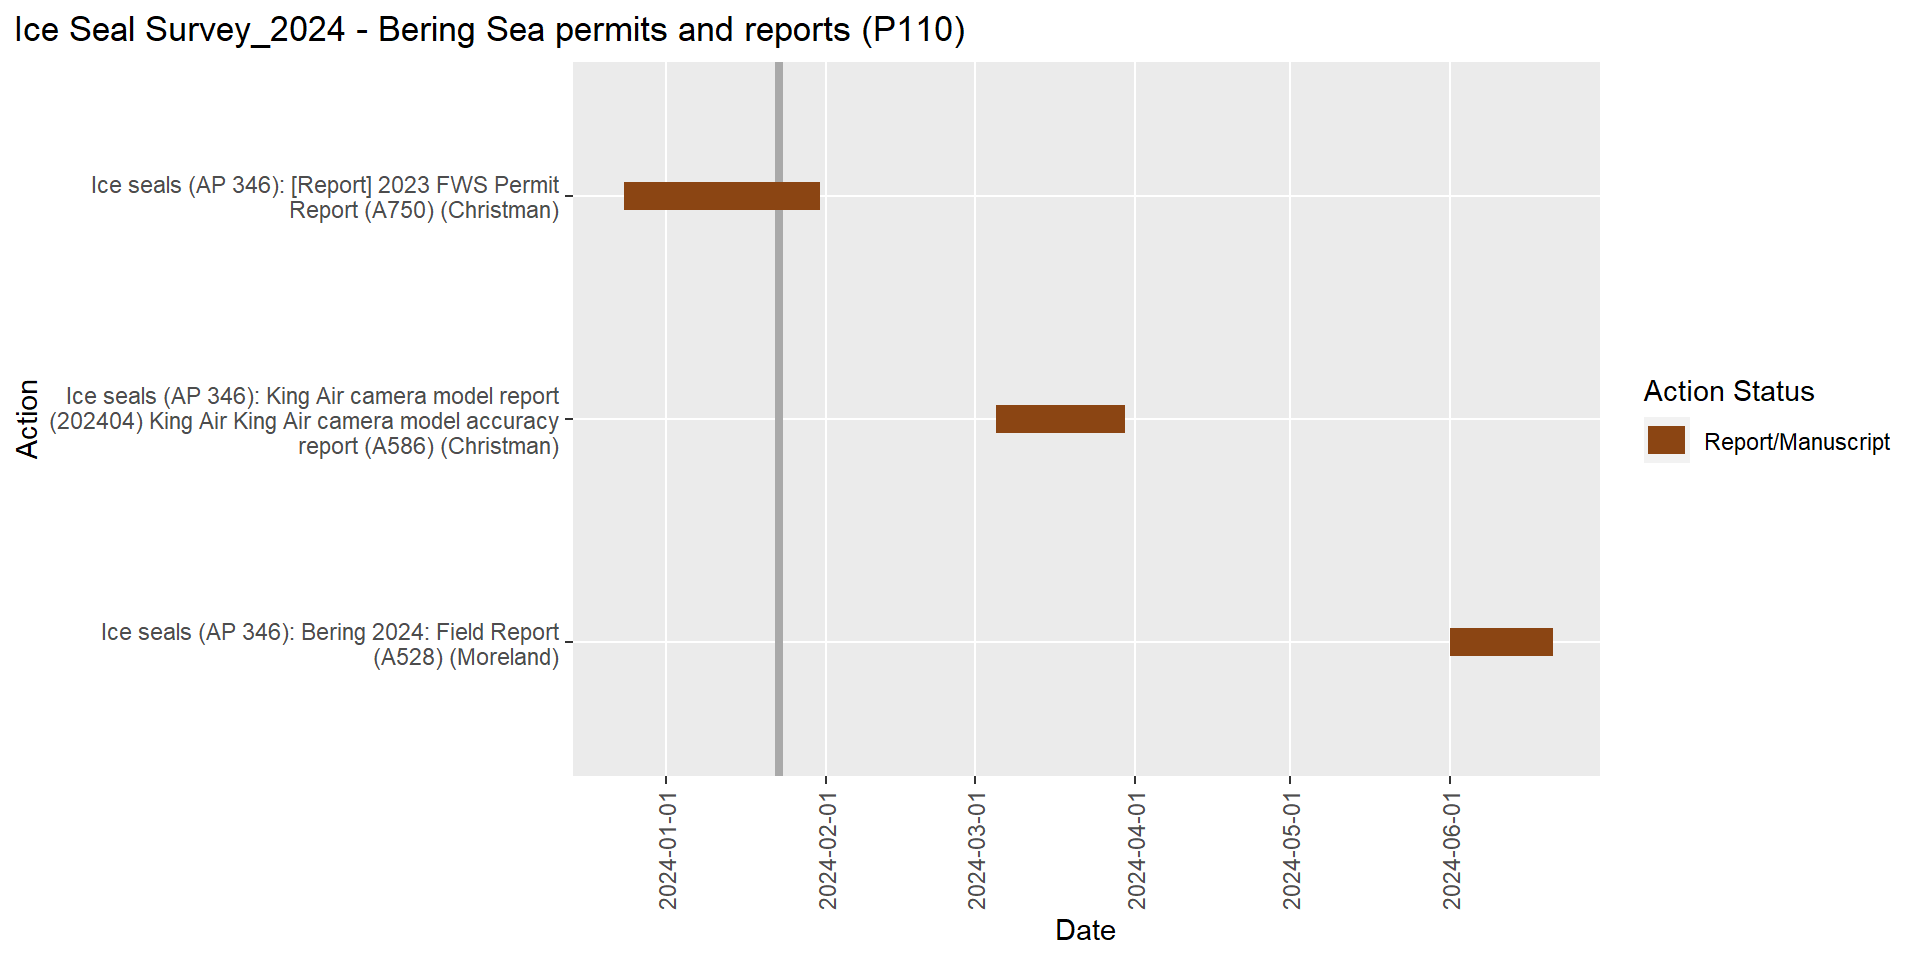 Ice Seal Survey_2024 - Bering Sea permits and reports (P110)
Ice seals (AP 346): [Report] 2023 FWS Permit
Report (A750) (Christman)
Ice seals (AP 346): King Air camera model report
(202404) King Air King Air camera model accuracy
report (A586) (Christman)
Ice seals (AP 346): Bering 2024: Field Report
(A528) (Moreland)
Action
2024-01-01
2024-02-01
2024-03-01
2024-04-01
2024-05-01
2024-06-01
Date
Action Status
Report/Manuscript